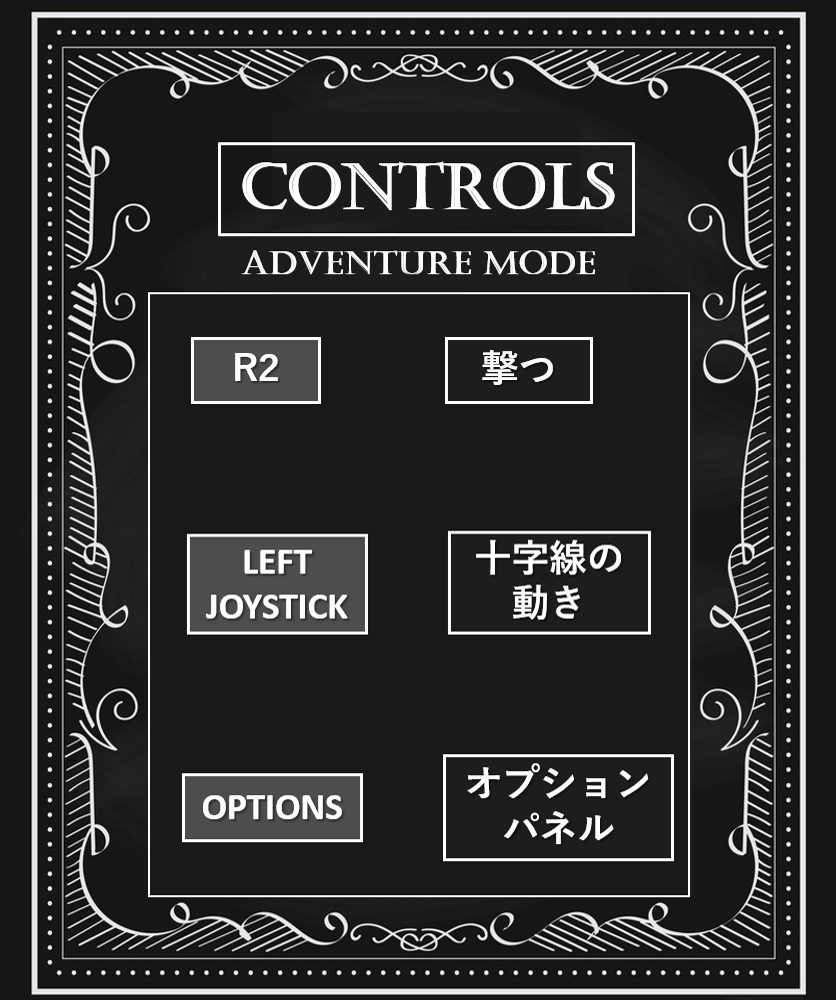 CONTROLS
ADVENTURE MODE
R2
撃つ
LEFT
JOYSTICK
十字線の
動き
OPTIONS
オプション
パネル